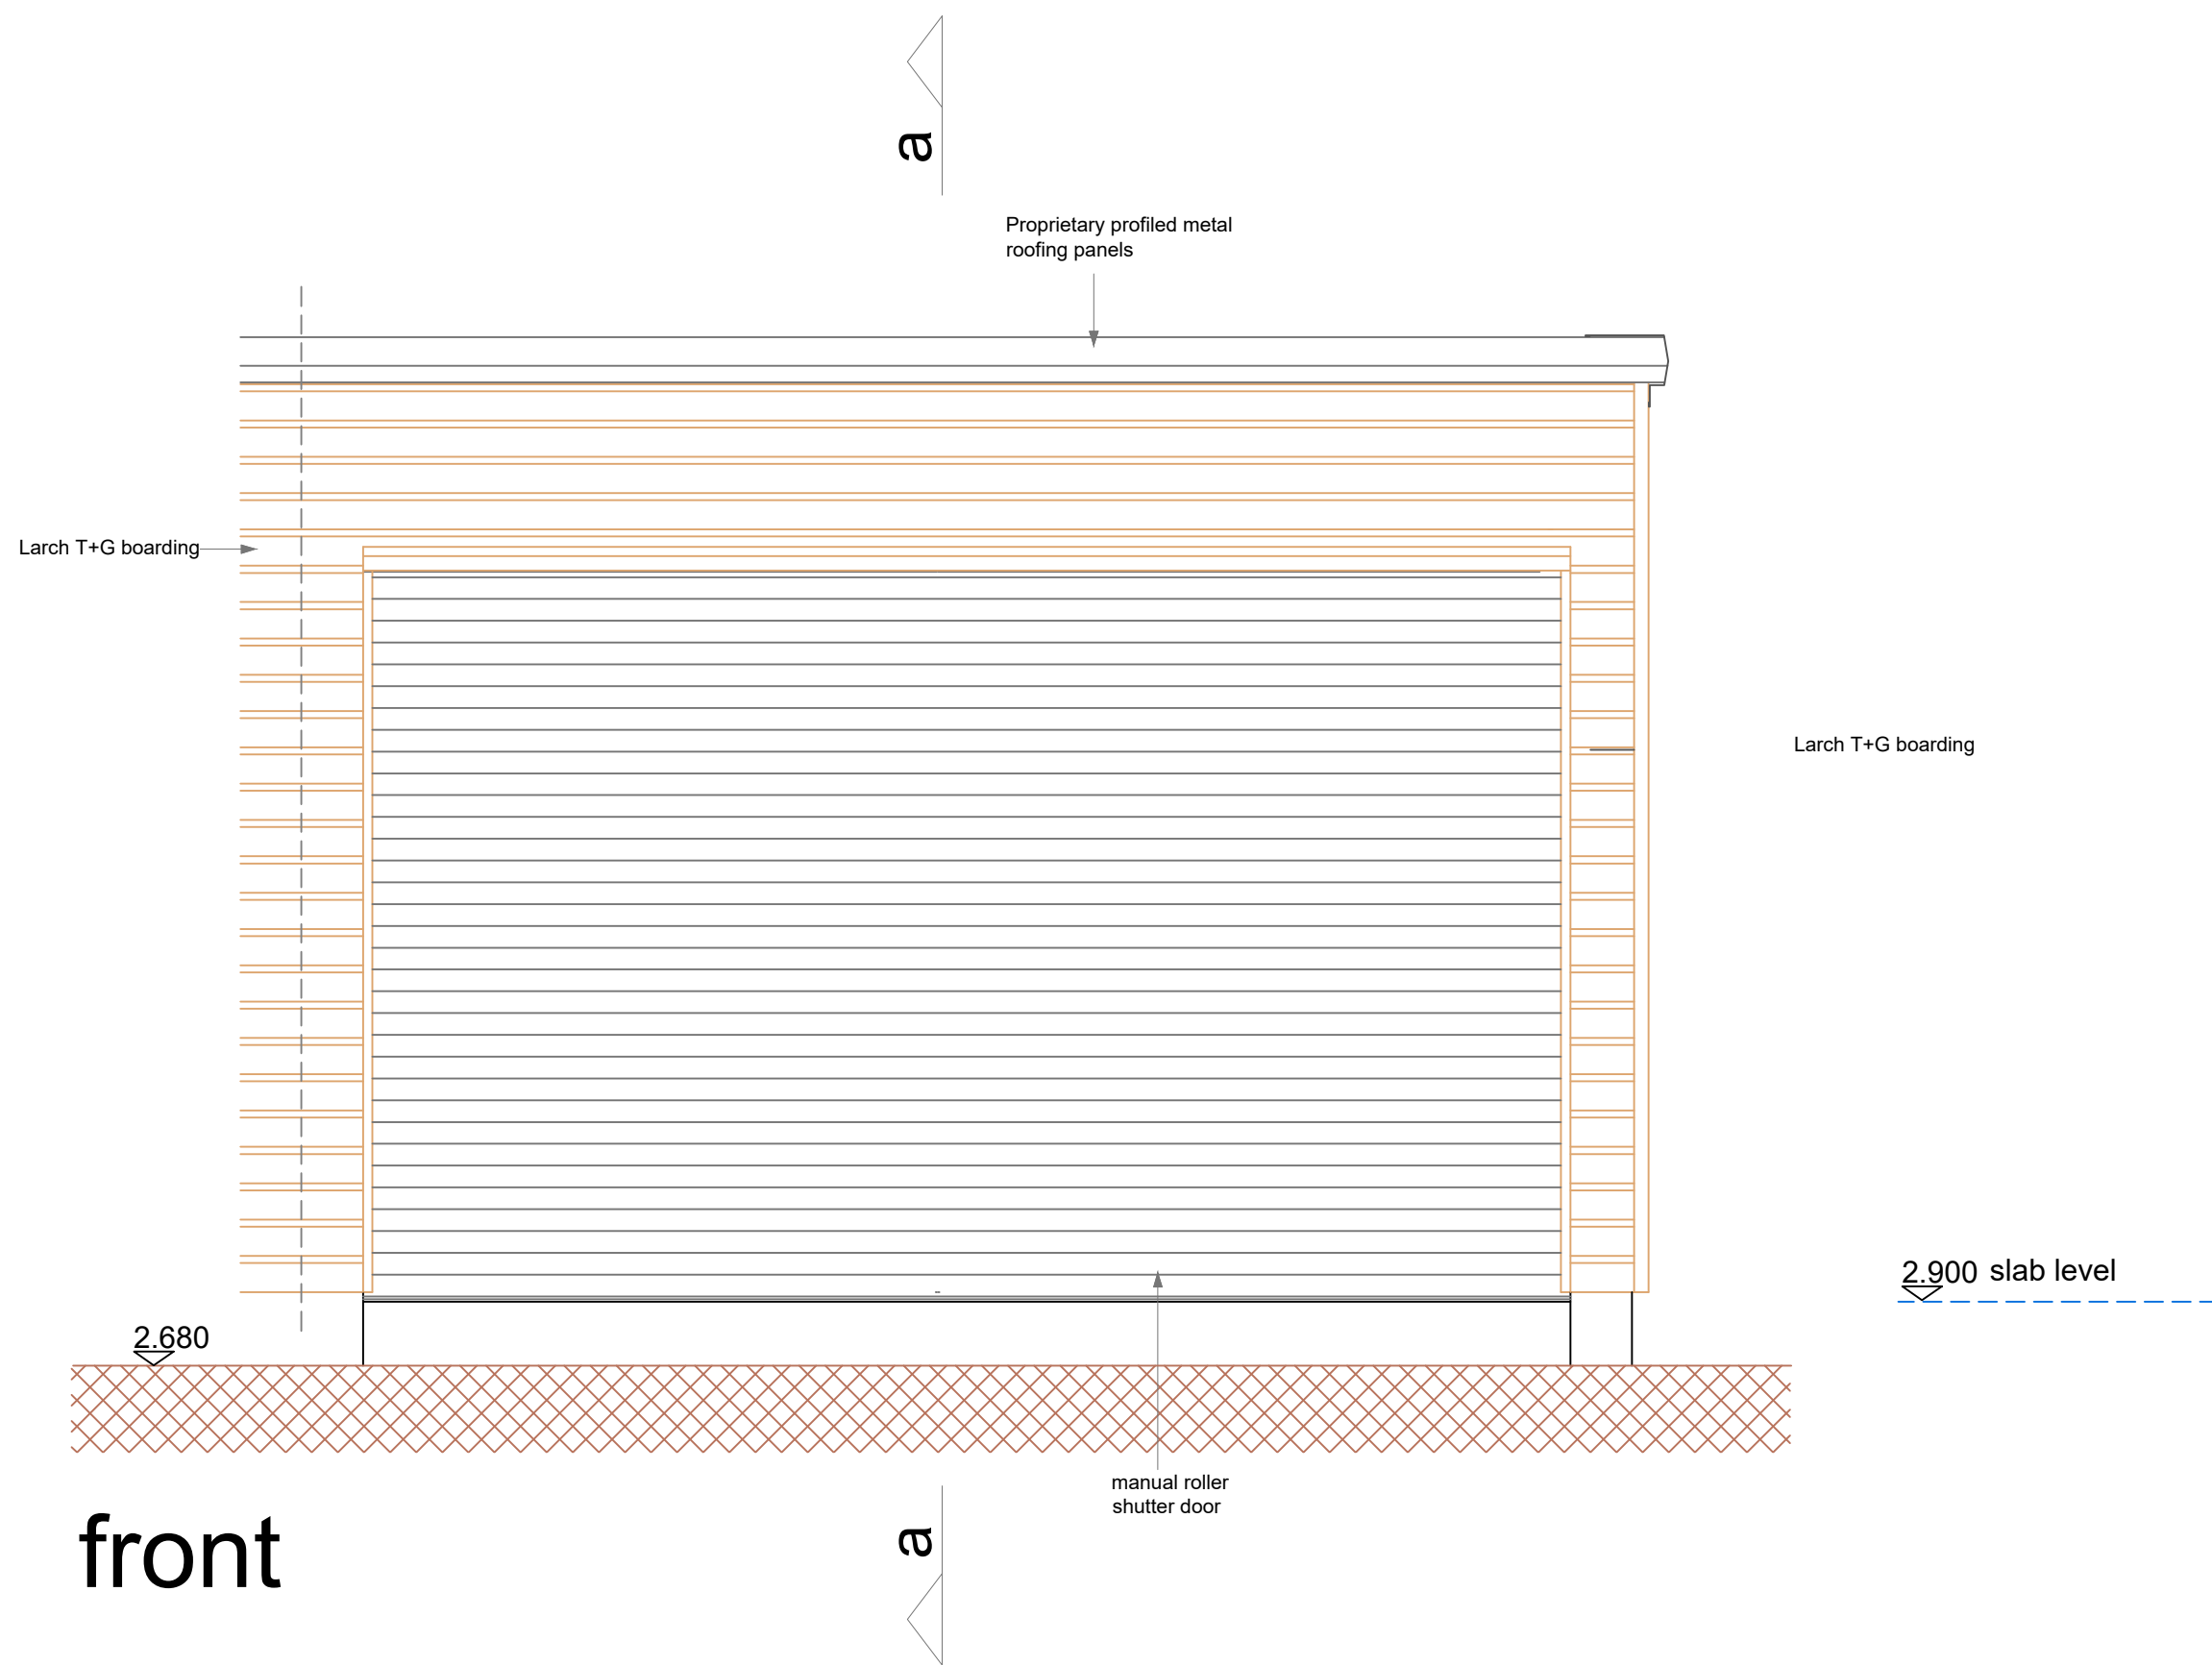 a
Proprietary profiled metal
roofing panels
Larch T+G boarding
Larch T+G boarding
2.900 slab level
2.680
manual roller
shutter door
front
a